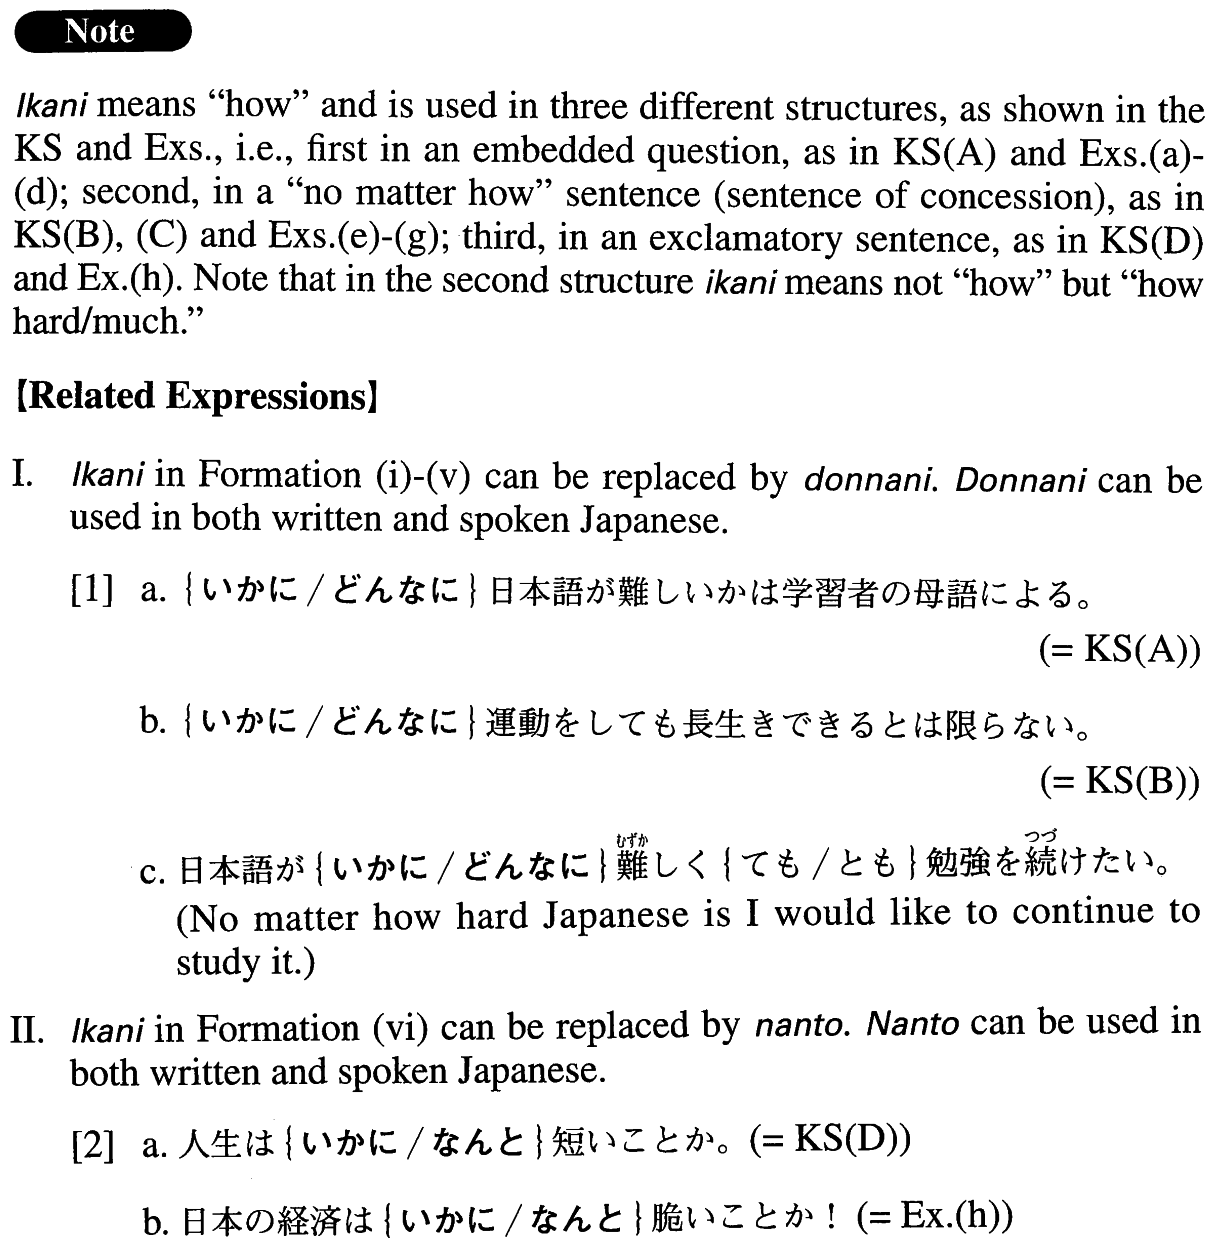 Note
Ikani means “how” and is used in three different structures, as shown in the
KS and Exs., i.e., first in an embedded question, as in KS(A) and Exs.(a)-
(d); second, in a “no matter how” sentence (sentence of concession), as in
KS(B), (C) and Exs.(e)-(g); third, in an exclamatory sentence, as in KS(D)
and Ex.(h). Note that in the second structure ikani means not “how” but “how
hard/much.”
【Related Expressions】
I. Ikani in Formation (i)-(v) can be replaced by donnani. Donnani can be
used in both written and spoken Japanese.
[1] a. {いかに/どんなに}日本語が難しいかは学習者の母語による。
(= KS(A))
b. {いかに/どんなに}運動をしても長生きできるとは限らない。
(= KS(B))
むずか つづ
c. 日本語が{いかに/どんなに}難しく{ても/とも}勉強を続けたい。
(No matter how hard Japanese is I would like to continue to
study it.)
II. Ikani in Formation (vi) can be replaced by nanto. Nanto can be used in
both written and spoken Japanese.
[2] a. 人生は{いかに/なんと}短いことか。(= KS(D))
b. 日本の経済は{いかに/なんと}脆いことか！(= Ex.(h))